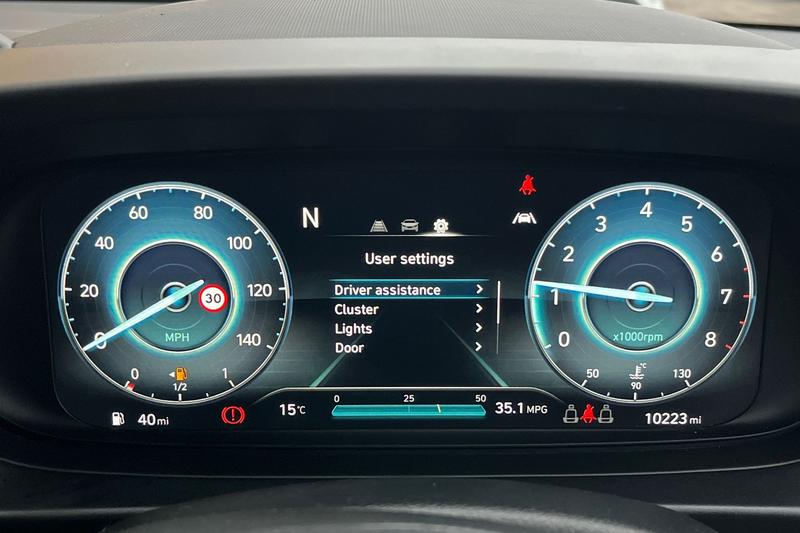 N
User settings
Driver assistance
Cluster
Lights
Door
0
20
40
60
80
100
120
140
30
MPH
0
1/2
1
0
1
2
3
4
5
6
7
8
x1000rpm
50
90
130
°C
40mi
15°C
0
25
50
35.1 MPG
10223 mi